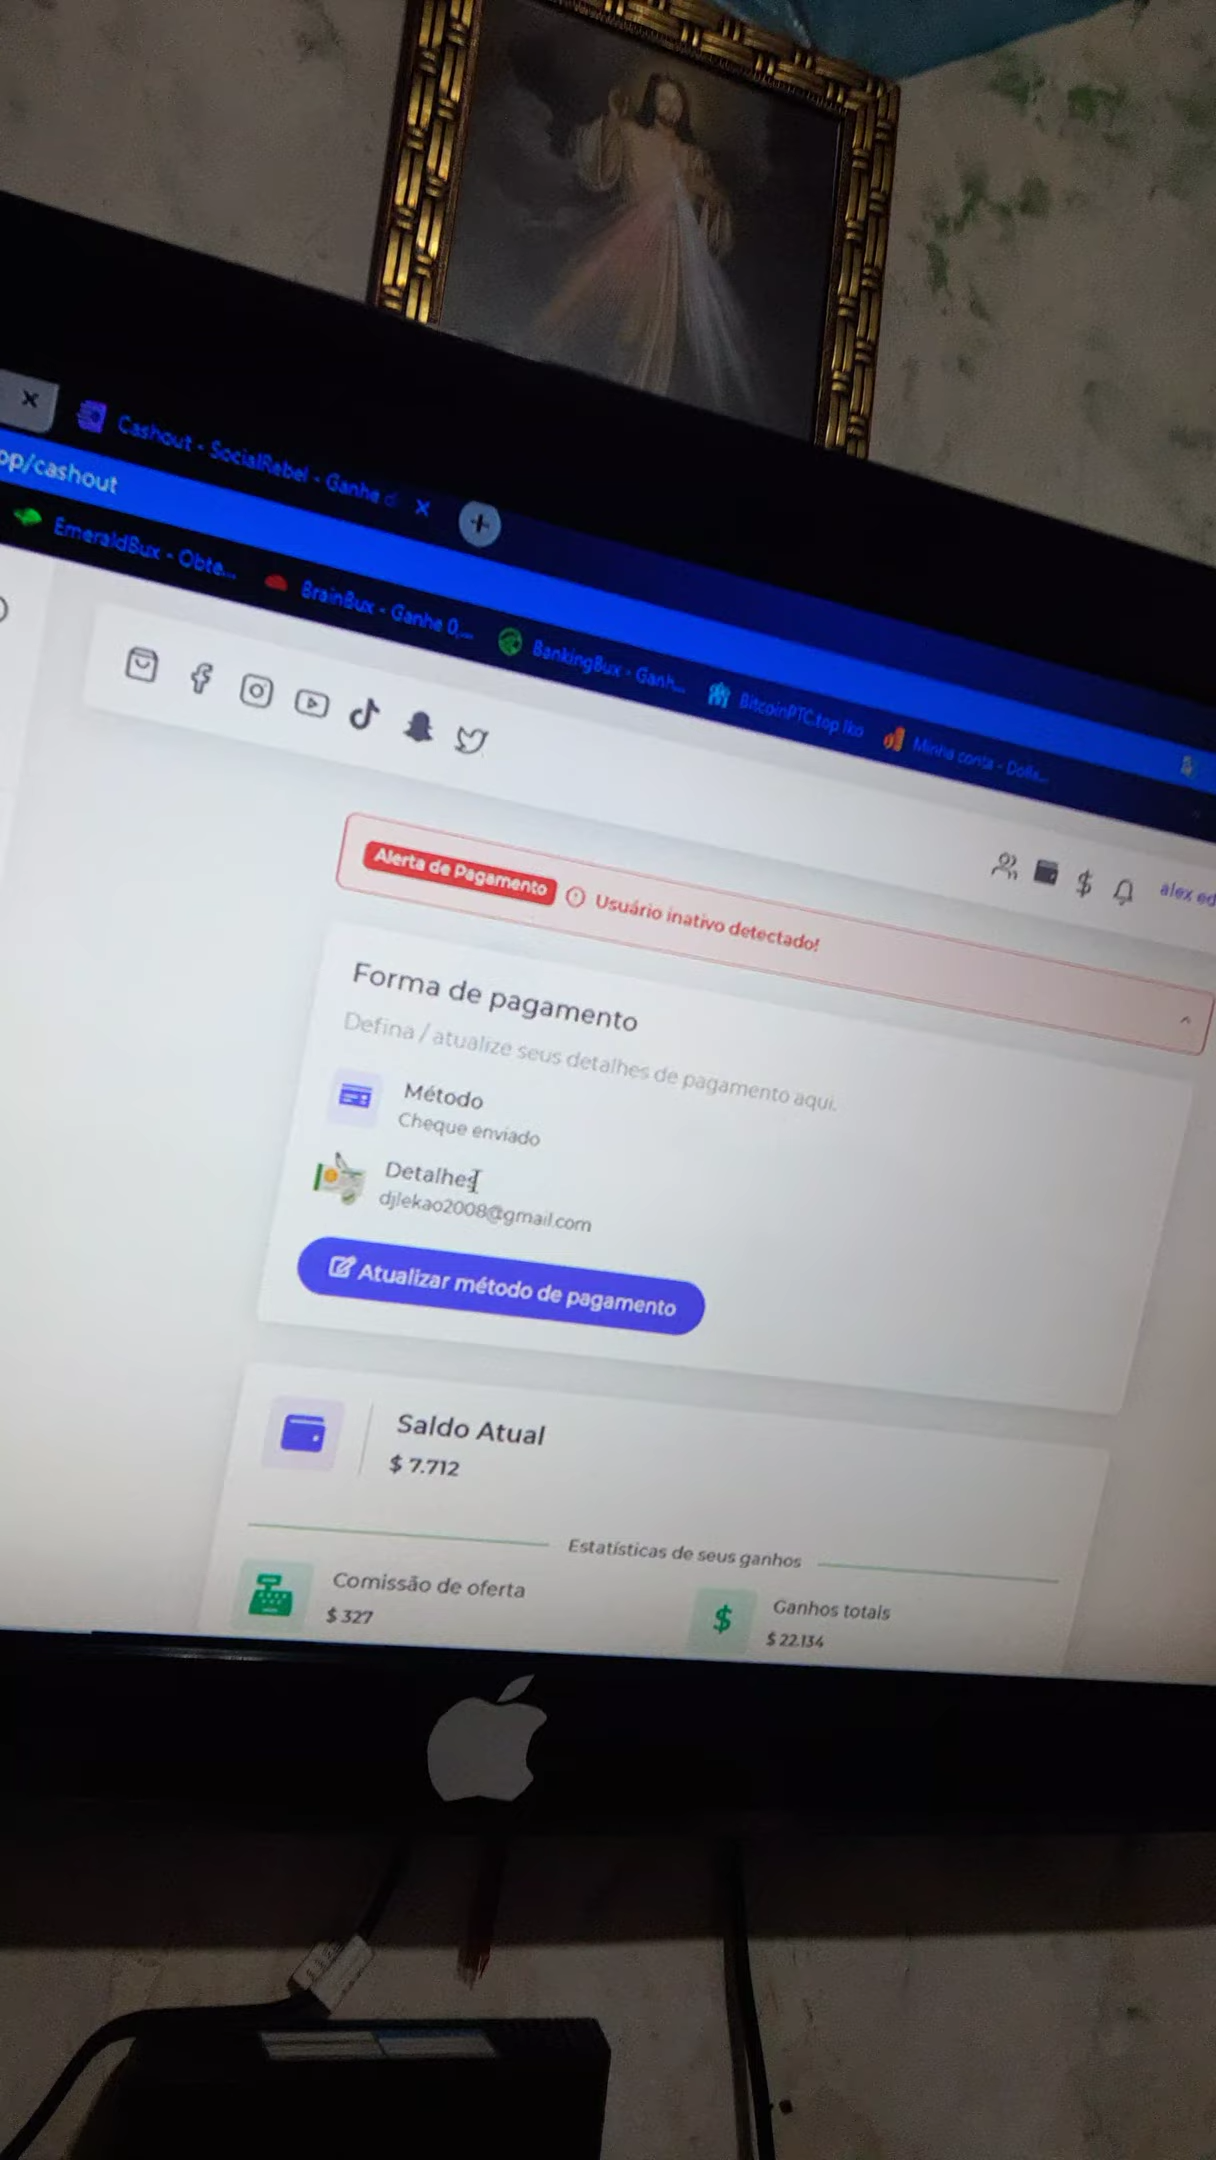 Cashout - SocialRebel - Ganhe d
op/cashout
EmeraldBux - Obte...
BrainBux - Ganhe 0,...
BankingBux - Ganh...
BitcoinPTC.top
Minha conta - Dolla...
alex ed
Alerta de Pagamento Usuário inativo detectado!
Forma de pagamento
Defina / atualize seus detalhes de pagamento aqui.
Método
Cheque enviado
Detalhes
djlekao2008@gmail.com
Atualizar método de pagamento
Saldo Atual
$ 7.712
Estatísticas de seus ganhos
Comissão de oferta
$ 327
Ganhos totais
$ 22.134